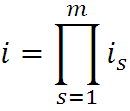 i = ∏_{s=1}^{m} i_s